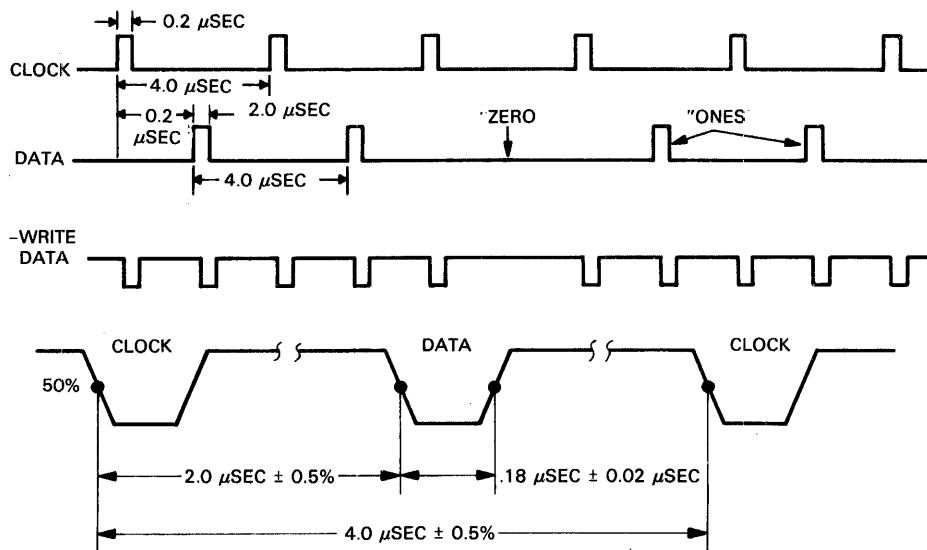 0.2 µSEC
CLOCK
4.0 µSEC
0.2 µSEC
2.0 µSEC
ZERO
"ONES
DATA
4.0 µSEC
–WRITE DATA
CLOCK
DATA
CLOCK
50%
2.0 µSEC ± 0.5%
.18 µSEC ± 0.02 µSEC
4.0 µSEC ± 0.5%